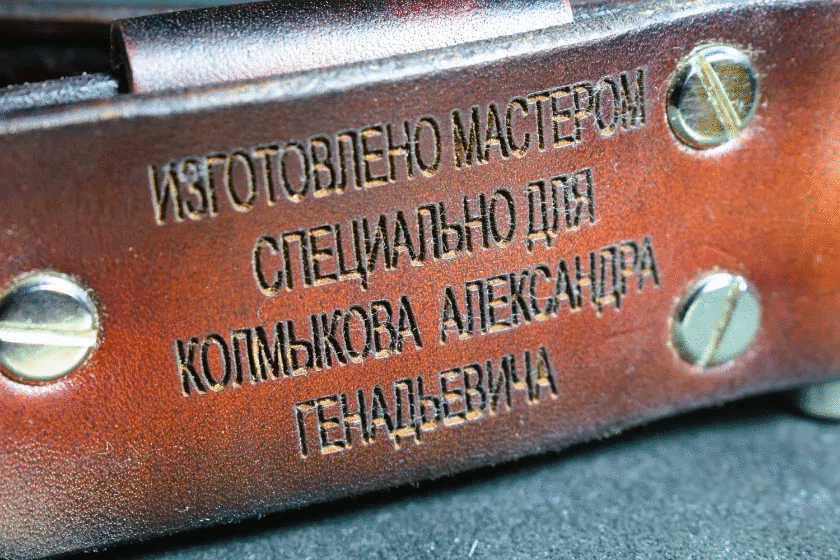 ИЗГОТОВЛЕНО МАСТЕРОМ
СПЕЦИАЛЬНО ДЛЯ
КОЛМЫКОВА АЛЕКСАНДРА
ГЕНАДЬЕВИЧА